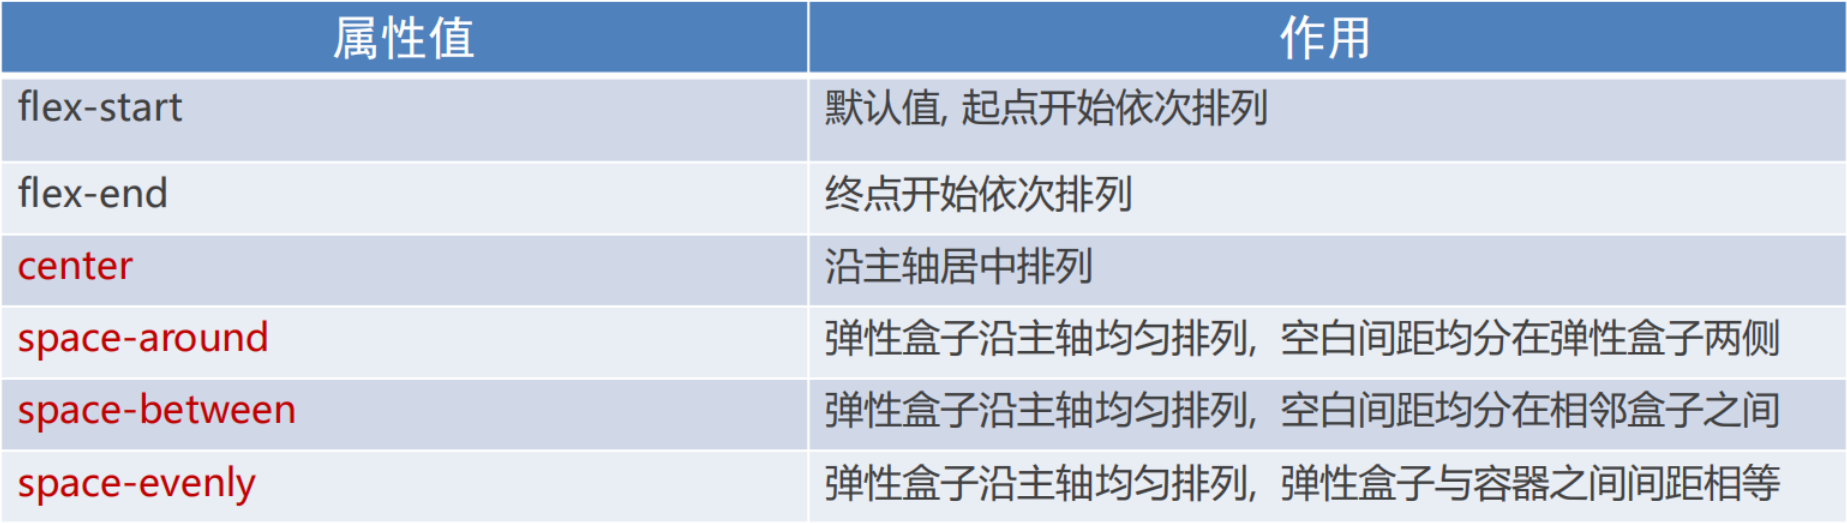 属性值 作用
flex-start 默认值, 起点开始依次排列
flex-end 终点开始依次排列
center 沿主轴居中排列
space-around 弹性盒子沿主轴均匀排列, 空白间距均分在弹性盒子两侧
space-between 弹性盒子沿主轴均匀排列, 空白间距均分在相邻盒子之间
space-evenly 弹性盒子沿主轴均匀排列, 弹性盒子与容器之间间距相等